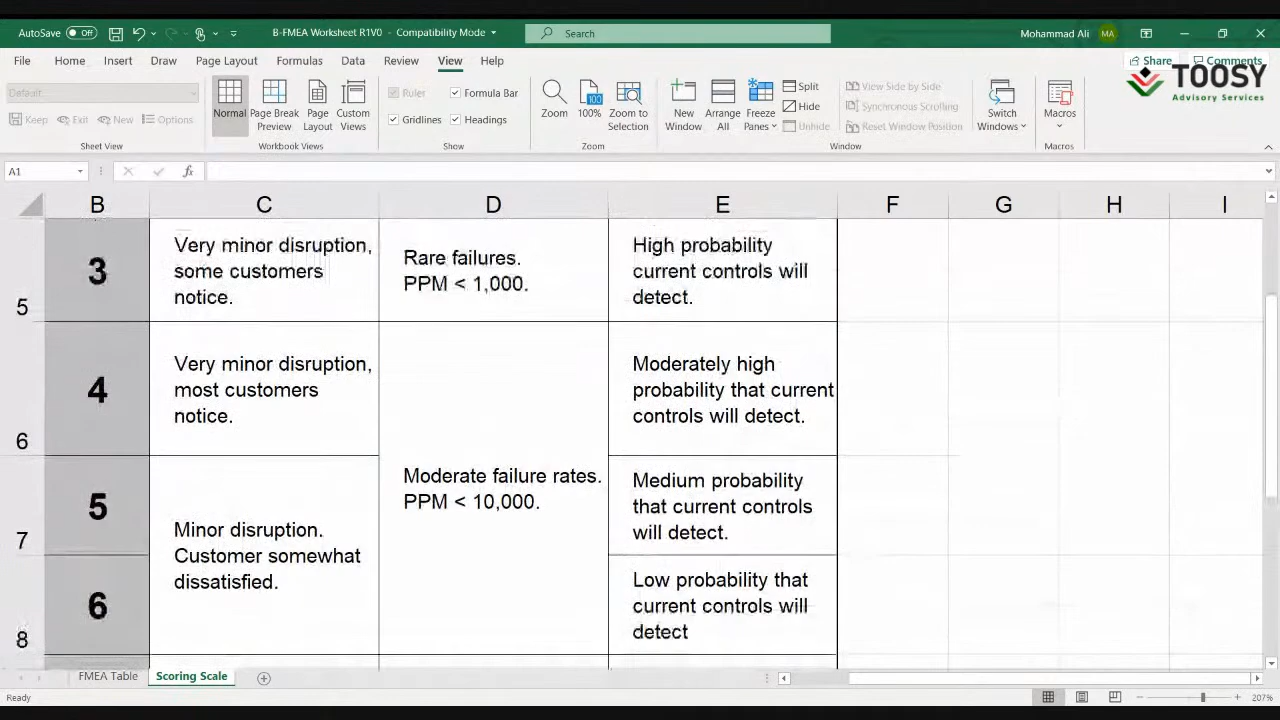 AutoSave Off
B-FMEA Worksheet R1V0 - Compatibility Mode
Search
Mohammad Ali MA
File Home Insert Draw Page Layout Formulas Data Review View Help
Share Comments
TOOSY
Advisory Services
Default
Keep Exit New Options
Sheet View
Normal
Page Break
Preview
Page
Layout
Custom
Views
Workbook Views
Ruler Formula Bar
Gridlines Headings
Show
Zoom
100
100%
Zoom to
Selection
Zoom
New
Window
Arrange
All
Freeze
Panes
Split
Hide
Unhide
View Side by Side
Synchronous Scrolling
Reset Window Position
Window
Switch
Windows
Macros
Macros
A1
fx
B C D E F G H I
5
3
Very minor disruption,
some customers
notice.
Rare failures.
PPM < 1,000.
High probability
current controls will
detect.
6
4
Very minor disruption,
most customers
notice.
Moderate failure rates.
PPM < 10,000.
Moderately high
probability that current
controls will detect.
7
5
Minor disruption.
Customer somewhat
dissatisfied.
Medium probability
that current controls
will detect.
8
6
Low probability that
current controls will
detect
FMEA Table Scoring Scale
Ready
207%